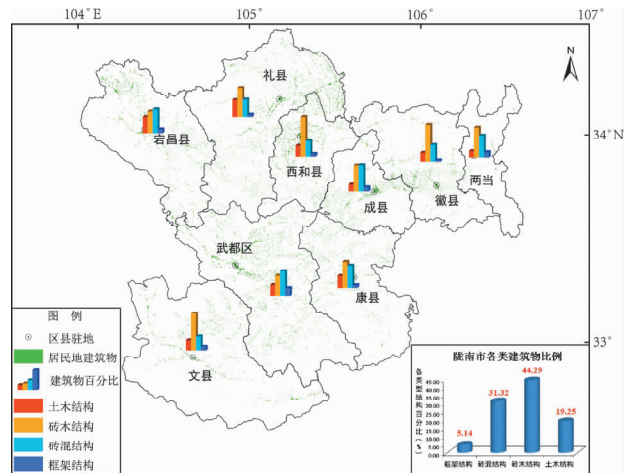 104°E
105°E
106°E
107°E
N
34°N
33°N
礼县
宕昌县
西和县
两当
成县
徽县
武都区
康县
文县
图 例
区县驻地
居民地建筑物
建筑物百分比
土木结构
砖木结构
砖混结构
框架结构
陇南市各类建筑物比例
各类型结构百分比(%)
45.00
40.00
35.00
30.00
25.00
20.00
15.00
10.00
5.00
0.00
5.14
31.32
44.29
19.25
框架结构 砖混结构 砖木结构 土木结构